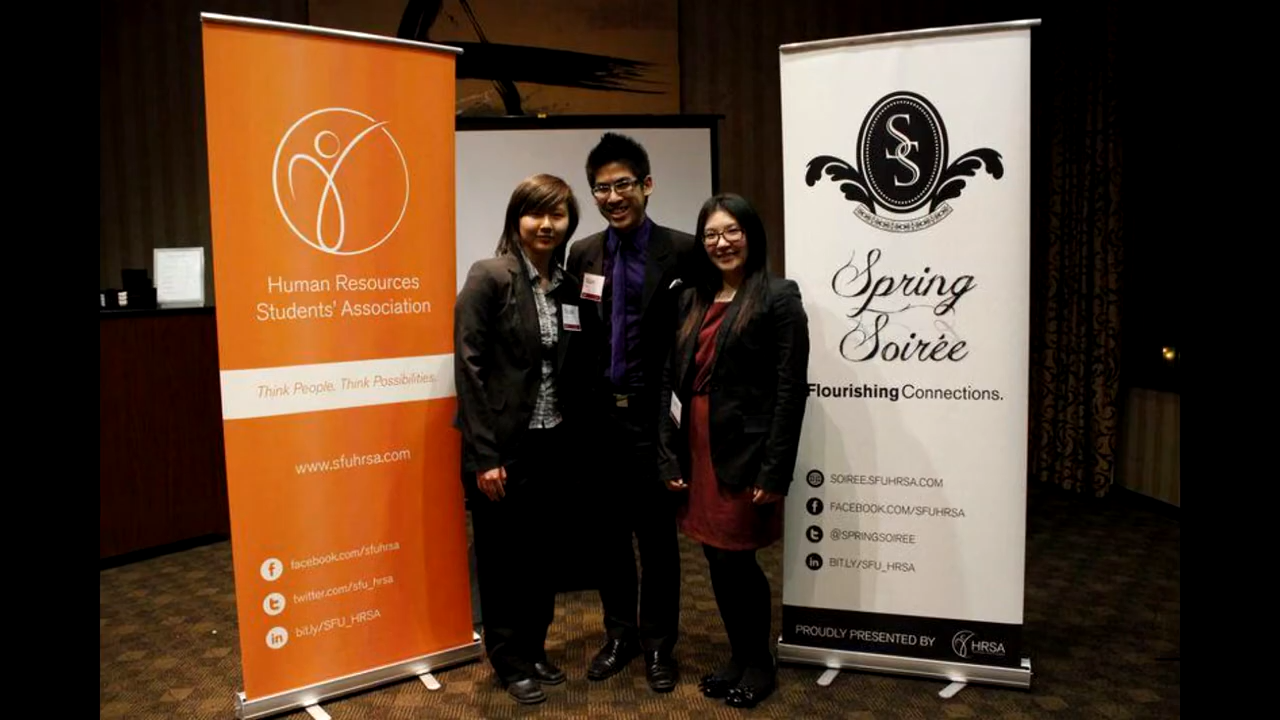 Human Resources
Students' Association
Think People. Think Possibilities.
www.sfuhrsa.com
facebook.com/sfuhrsa
twitter.com/sfu_hrsa
bit.ly/SFU_HRSA
SS
Spring
Soirée
Flourishing Connections.
SOIREE.SFUHRSA.COM
FACEBOOK.COM/SFUHRSA
@SPRINGSOIREE
BIT.LY/SFU_HRSA
PROUDLY PRESENTED BY HRSA